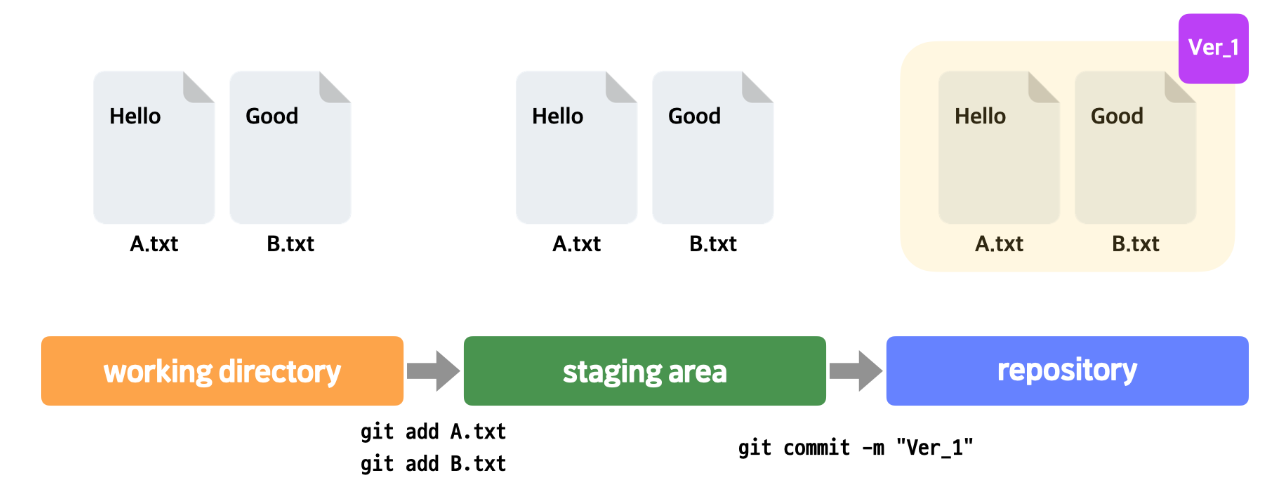 Ver_1
Hello
Good
A.txt
B.txt
Hello
Good
A.txt
B.txt
Hello
Good
A.txt
B.txt
working directory
staging area
repository
git add A.txt
git add B.txt
git commit -m "Ver_1"